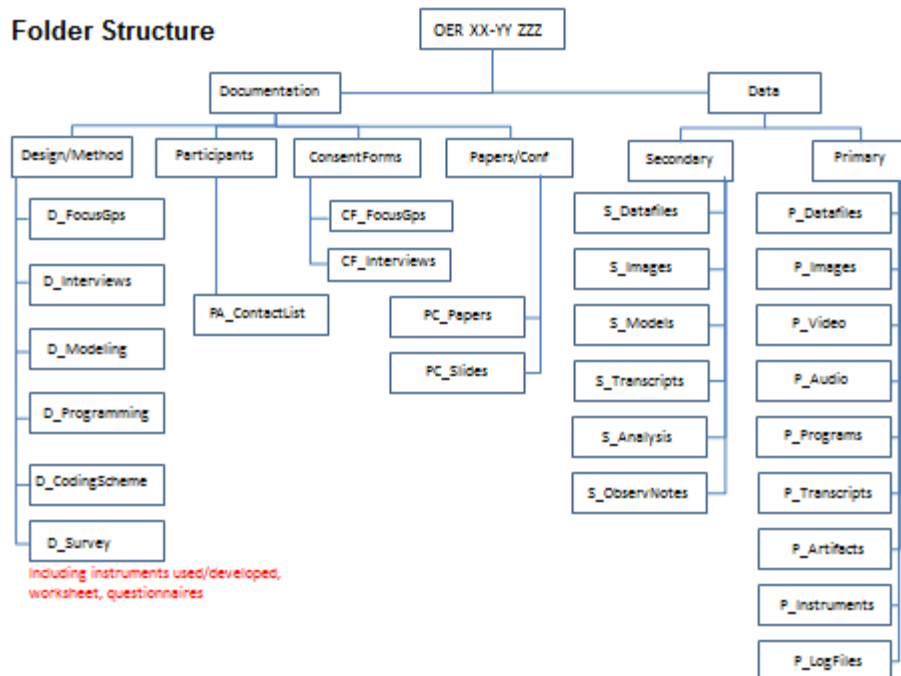 Folder Structure
OER XX-YY ZZZ
Documentation
Data
Design/Method
Participants
ConsentForms
Papers/Conf
Secondary
Primary
D_FocusGps
D_Interviews
D_Modeling
D_Programming
D_CodingScheme
D_Survey
Including instruments used/developed,
worksheet, questionnaires
PA_ContactList
CF_FocusGps
CF_Interviews
PC_Papers
PC_Slides
S_Datafiles
S_Images
S_Models
S_Transcripts
S_Analysis
S_ObservNotes
P_Datafiles
P_Images
P_Video
P_Audio
P_Programs
P_Transcripts
P_Artifacts
P_Instruments
P_LogFiles